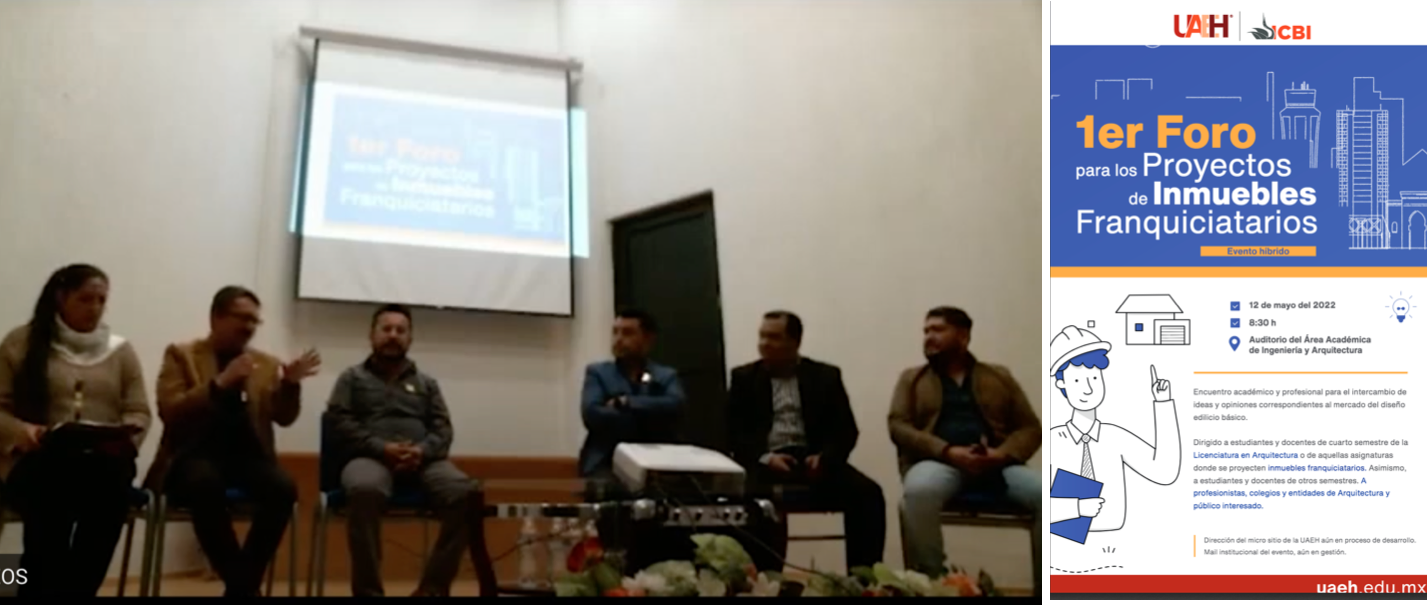 1er Foro
para los Proyectos
de Inmuebles
Franquiciatarios
OS
UAEH
ICBI
1er Foro
para los Proyectos
de Inmuebles
Franquiciatarios
Evento híbrido
12 de mayo del 2022
8:30 h
Auditorio del Área Académica
de Ingeniería y Arquitectura
Encuentro académico y profesional para el intercambio de
ideas y opiniones correspondientes al mercado del diseño
edilicio básico.
Dirigido a estudiantes y docentes de cuarto semestre de la
Licenciatura en Arquitectura o de aquellas asignaturas
donde se proyecten inmuebles franquiciatarios. Asimismo,
a estudiantes y docentes de otros semestres. A
profesionistas, colegios y entidades de Arquitectura y
público interesado.
Dirección del micro sitio de la UAEH aún en proceso de desarrollo.
Mail institucional del evento, aún en gestión.
uaeh.edu.mx